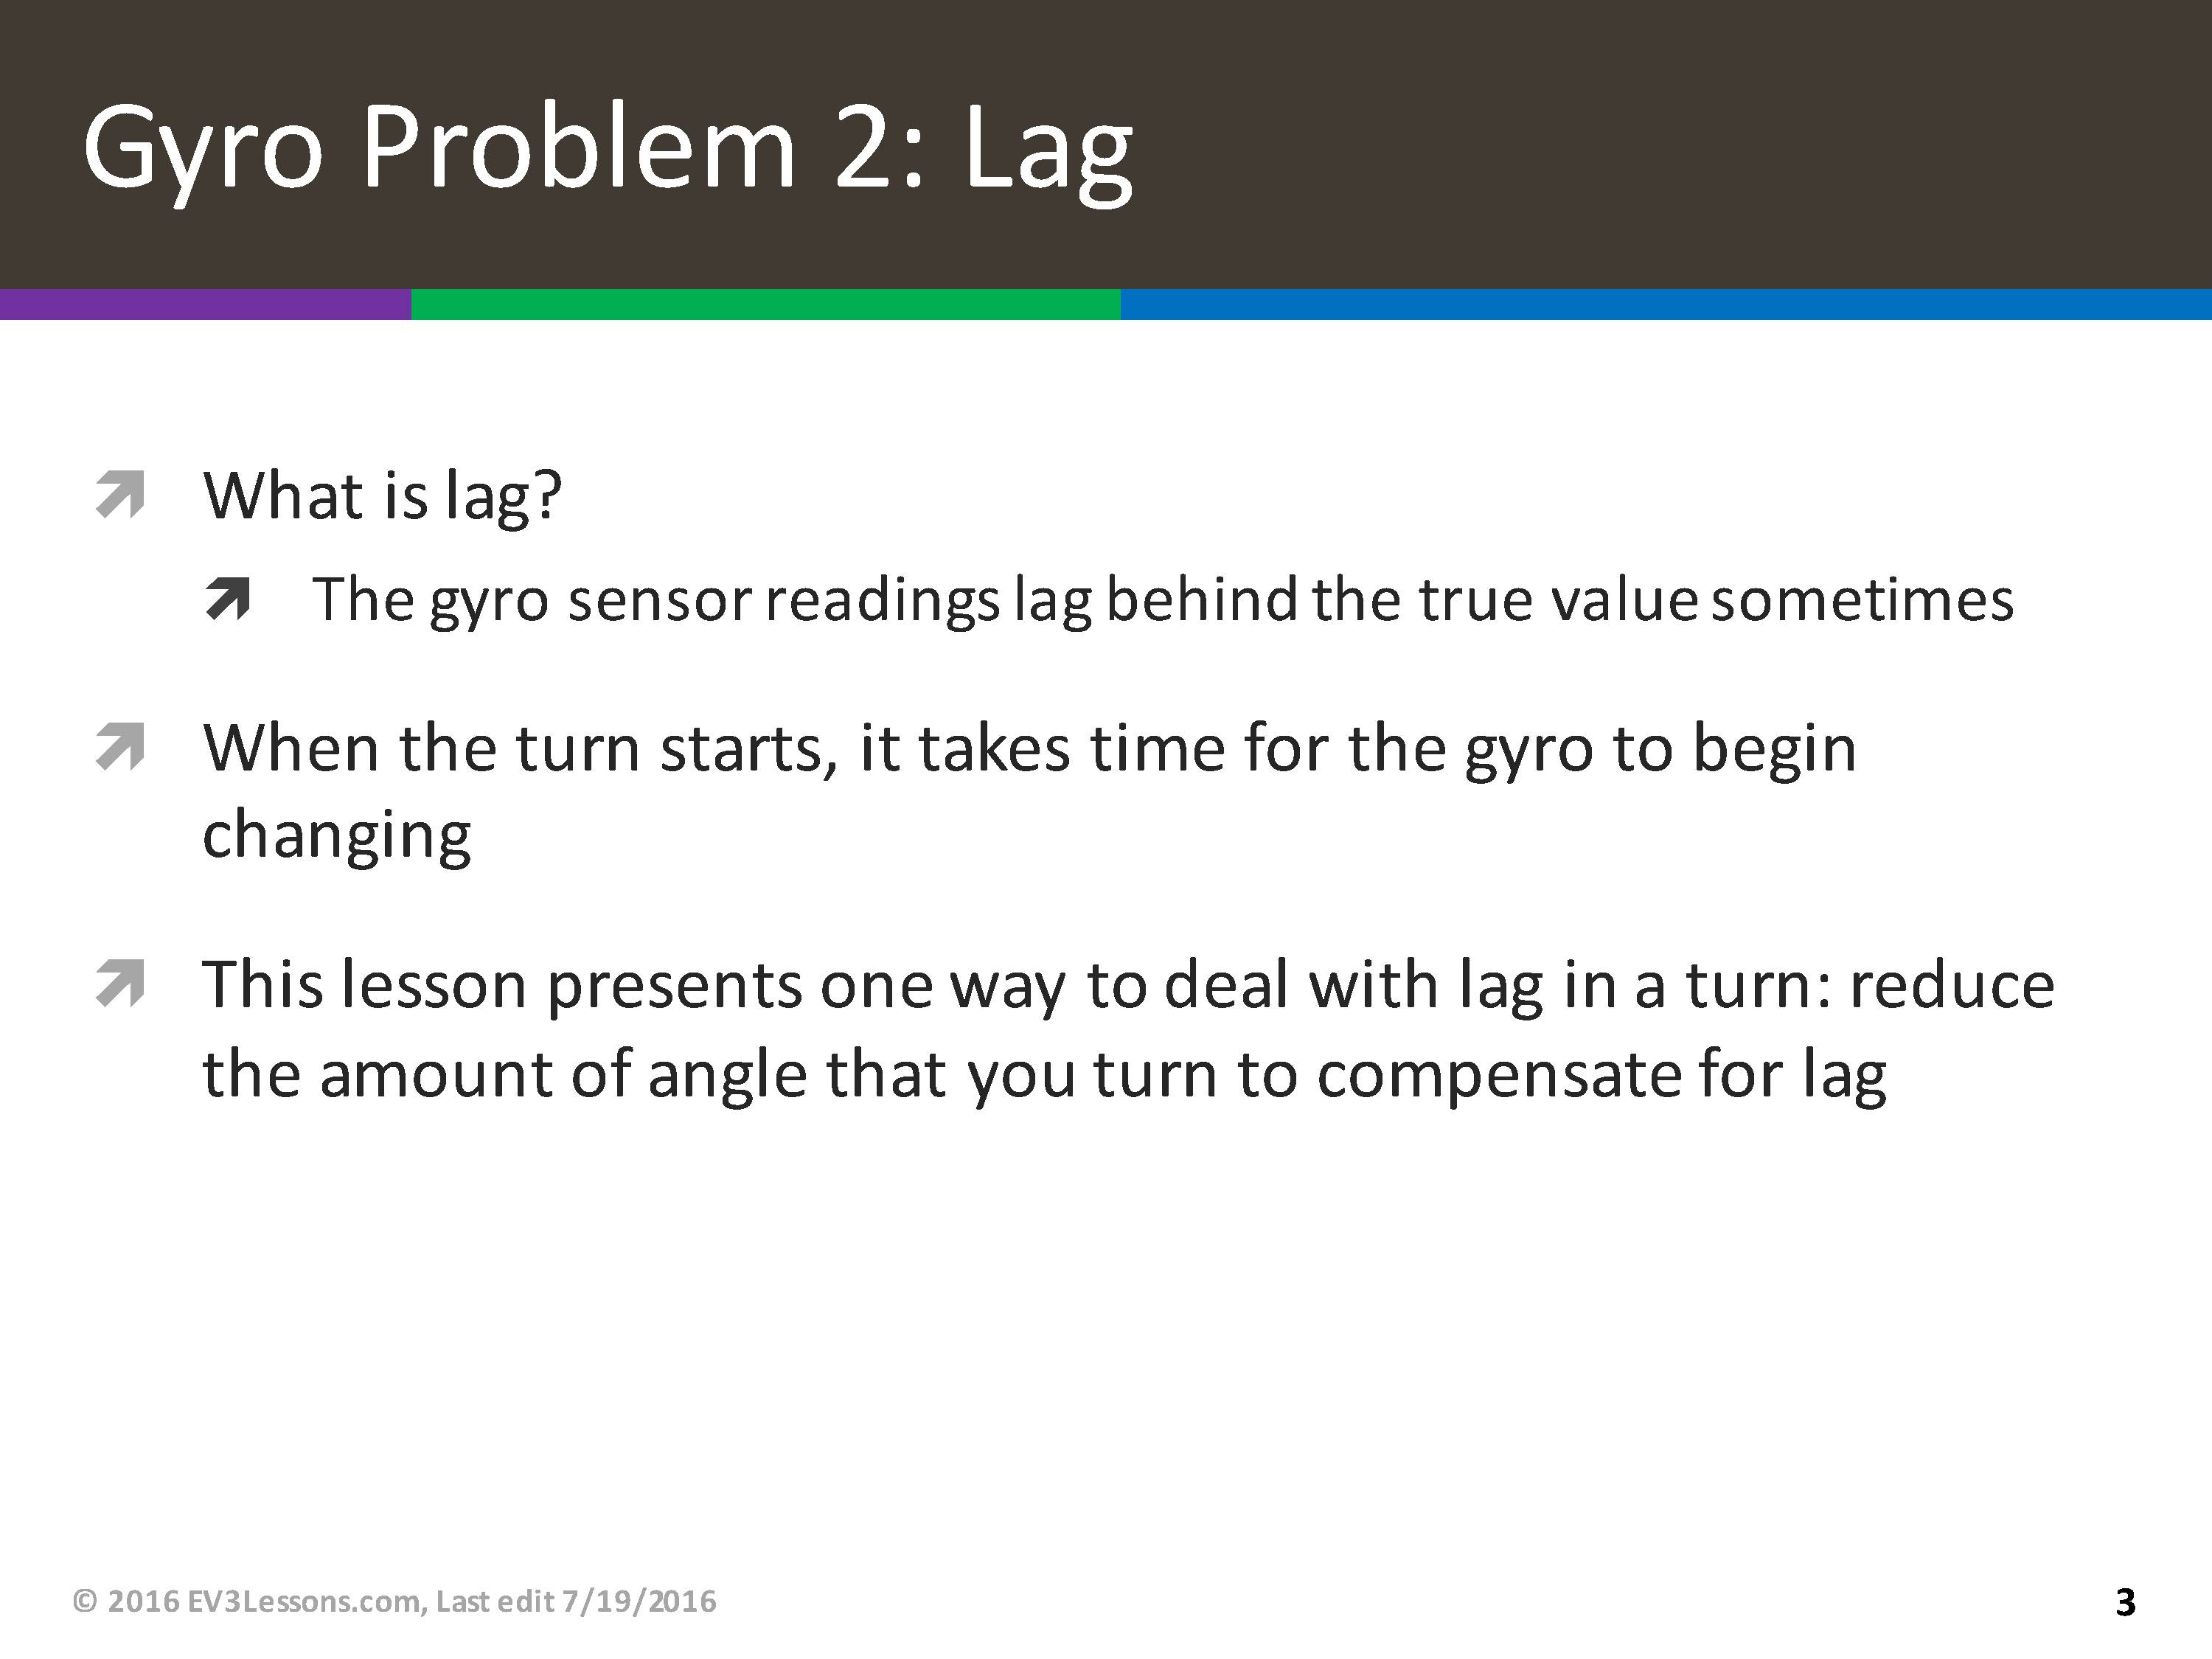 Gyro Problem 2: Lag
What is lag?
The gyro sensor readings lag behind the true value sometimes
When the turn starts, it takes time for the gyro to begin
changing
This lesson presents one way to deal with lag in a turn: reduce
the amount of angle that you turn to compensate for lag
© 2016 EV3Lessons.com, Last edit 7/19/2016
3